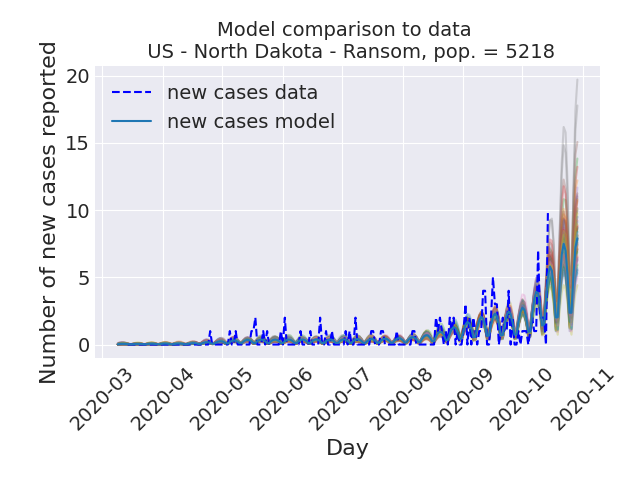 Model comparison to data
US - North Dakota - Ransom, pop. = 5218
Number of new cases reported
20
15
10
5
0
new cases data
new cases model
2020-03
2020-04
2020-05
2020-06
2020-07
2020-08
2020-09
2020-10
2020-11
Day